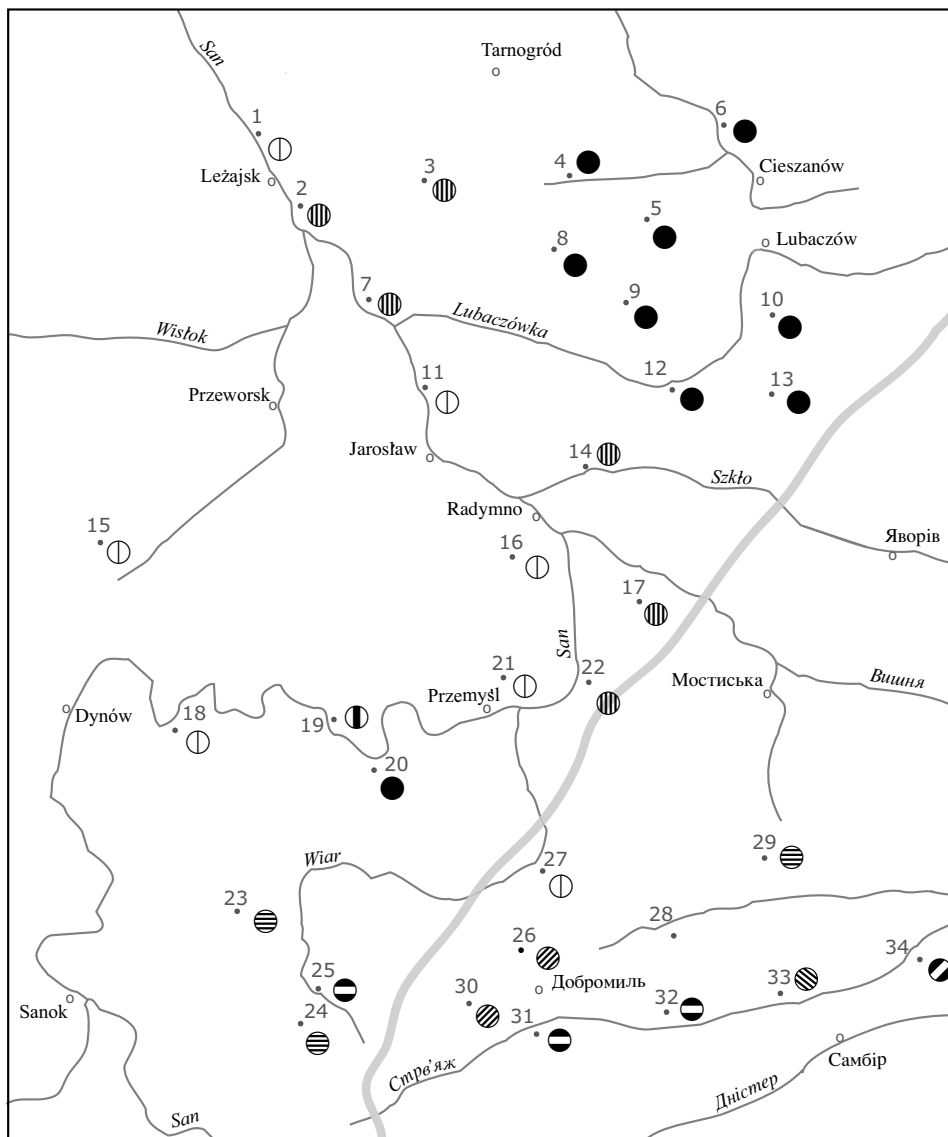 San
Tarnogród
6
1
4
3
Cieszanów
Leżajsk
2
5
Lubaczów
8
7
9
10
Lubaczówka
Wisłok
12
13
11
Przeworsk
Jarosław
14
Szkło
Radymno
15
16
Яворів
17
San
21
22
Мостиська
Вишня
Przemyśl
18
19
Dynów
20
29
Wiar
27
23
28
26
34
25
33
Добромиль
30
32
Sanok
24
31
Стрв'яж
Самбір
Дністер
San